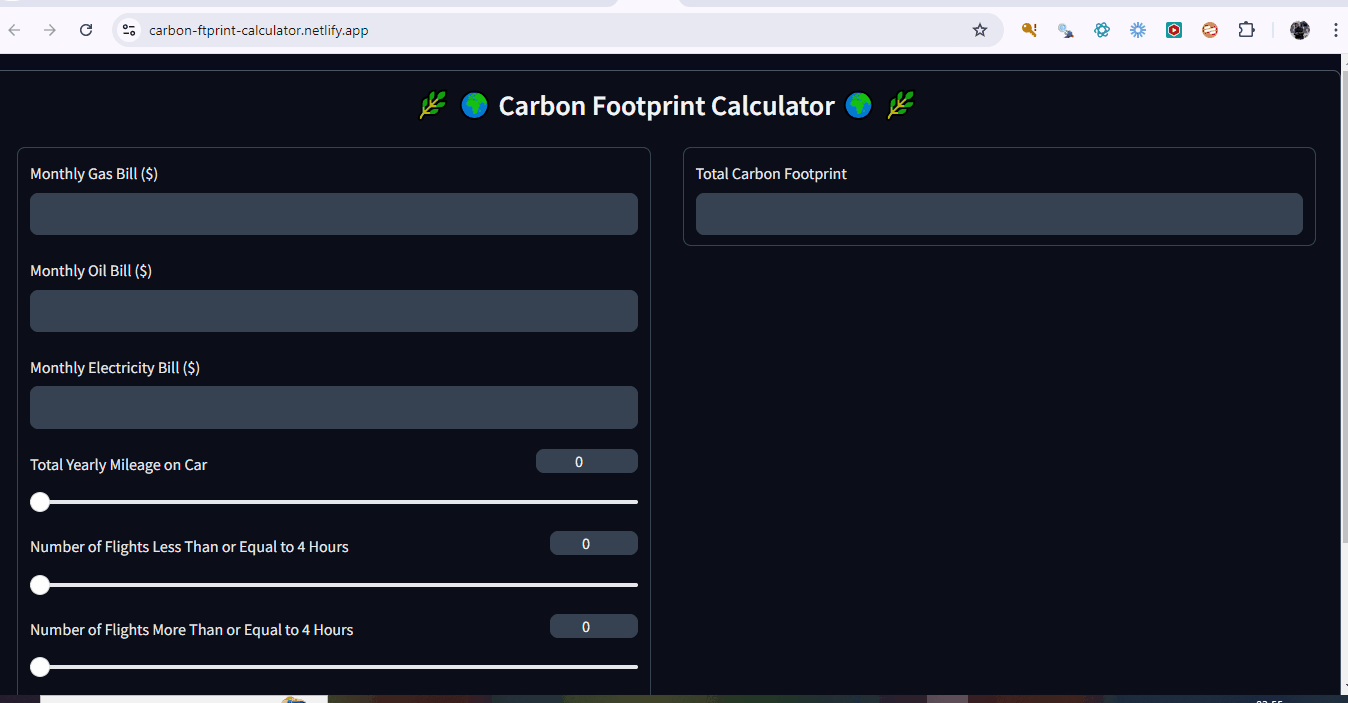 carbon-ftprint-calculator.netlify.app
Carbon Footprint Calculator
Monthly Gas Bill ($)
Monthly Oil Bill ($)
Monthly Electricity Bill ($)
Total Yearly Mileage on Car
0
Number of Flights Less Than or Equal to 4 Hours
0
Number of Flights More Than or Equal to 4 Hours
0
Total Carbon Footprint